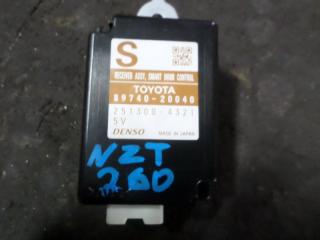 S
RECEIVER ASSY, SMART DOOR CONTROL
TOYOTA
89740-20040
251300-4321
5V
DENSO MADE IN JAPAN
NZT
260